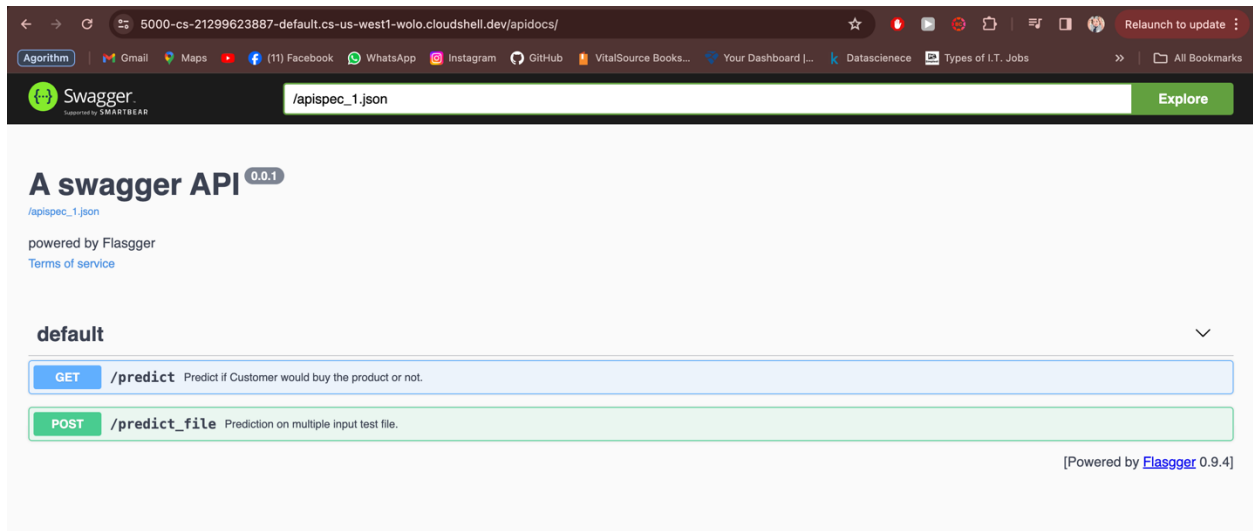 5000-cs-21299623887-default.cs-us-west1-wolo.cloudshell.dev/apidocs/
Relaunch to update
Agorithm
Gmail
Maps
(11) Facebook
WhatsApp
Instagram
GitHub
VitalSource Books...
Your Dashboard |...
Datascienece
Types of I.T. Jobs
»
All Bookmarks
Swagger.
Supported by SMARTBEAR
/apispec_1.json
Explore
A swagger API 0.0.1
/apispec_1.json
powered by Flasgger
Terms of service
default
GET /predict Predict if Customer would buy the product or not.
POST /predict_file Prediction on multiple input test file.
[Powered by Flasgger 0.9.4]